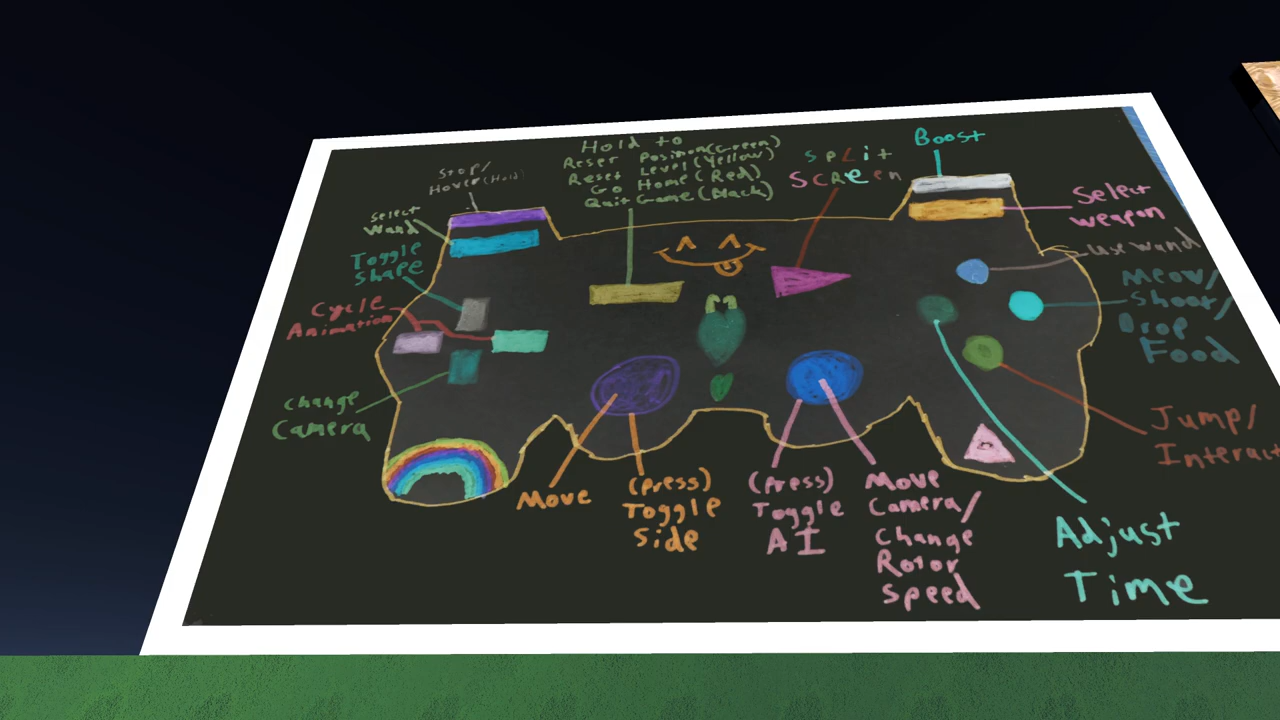 Stop/
Hover (Hold)
Hold to
Reset Position (Green)
Reset Level (Yellow)
Go Home (Red)
Quit Game (Black)
Split
Screen
Boost
Select
Wand
Toggle
Shape
Cycle
Animation
Change
Camera
Select
weapon
Use wand
Meow/
Shoot/
Drop
Food
Jump/
Interact
Move
(Press)
Toggle
Side
(Press)
Toggle
AI
Move
Camera/
Change
Rotor
Speed
Adjust
Time